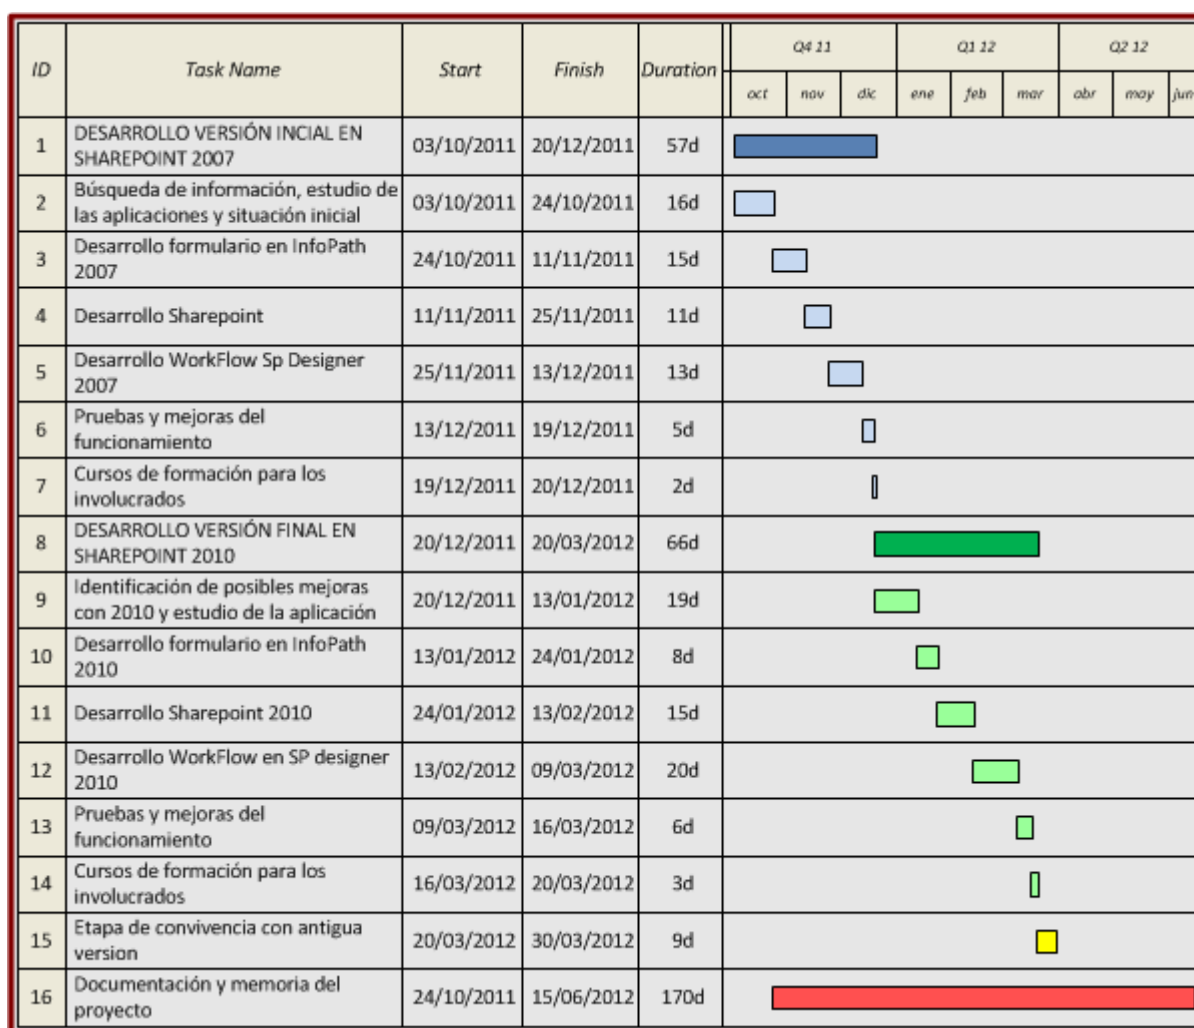 ID Task Name Start Finish Duration Q4 11 Q1 12 Q2 12
oct nov dic ene feb mar abr may jun
1 DESARROLLO VERSIÓN INCIAL EN
SHAREPOINT 2007 03/10/2011 20/12/2011 57d
2 Búsqueda de información, estudio de
las aplicaciones y situación inicial 03/10/2011 24/10/2011 16d
3 Desarrollo formulario en InfoPath
2007 24/10/2011 11/11/2011 15d
4 Desarrollo Sharepoint 11/11/2011 25/11/2011 11d
5 Desarrollo WorkFlow Sp Designer
2007 25/11/2011 13/12/2011 13d
6 Pruebas y mejoras del
funcionamiento 13/12/2011 19/12/2011 5d
7 Cursos de formación para los
involucrados 19/12/2011 20/12/2011 2d
8 DESARROLLO VERSIÓN FINAL EN
SHAREPOINT 2010 20/12/2011 20/03/2012 66d
9 Identificación de posibles mejoras
con 2010 y estudio de la aplicación 20/12/2011 13/01/2012 19d
10 Desarrollo formulario en InfoPath
2010 13/01/2012 24/01/2012 8d
11 Desarrollo Sharepoint 2010 24/01/2012 13/02/2012 15d
12 Desarrollo WorkFlow en SP designer
2010 13/02/2012 09/03/2012 20d
13 Pruebas y mejoras del
funcionamiento 09/03/2012 16/03/2012 6d
14 Cursos de formación para los
involucrados 16/03/2012 20/03/2012 3d
15 Etapa de convivencia con antigua
version 20/03/2012 30/03/2012 9d
16 Documentación y memoria del
proyecto 24/10/2011 15/06/2012 170d